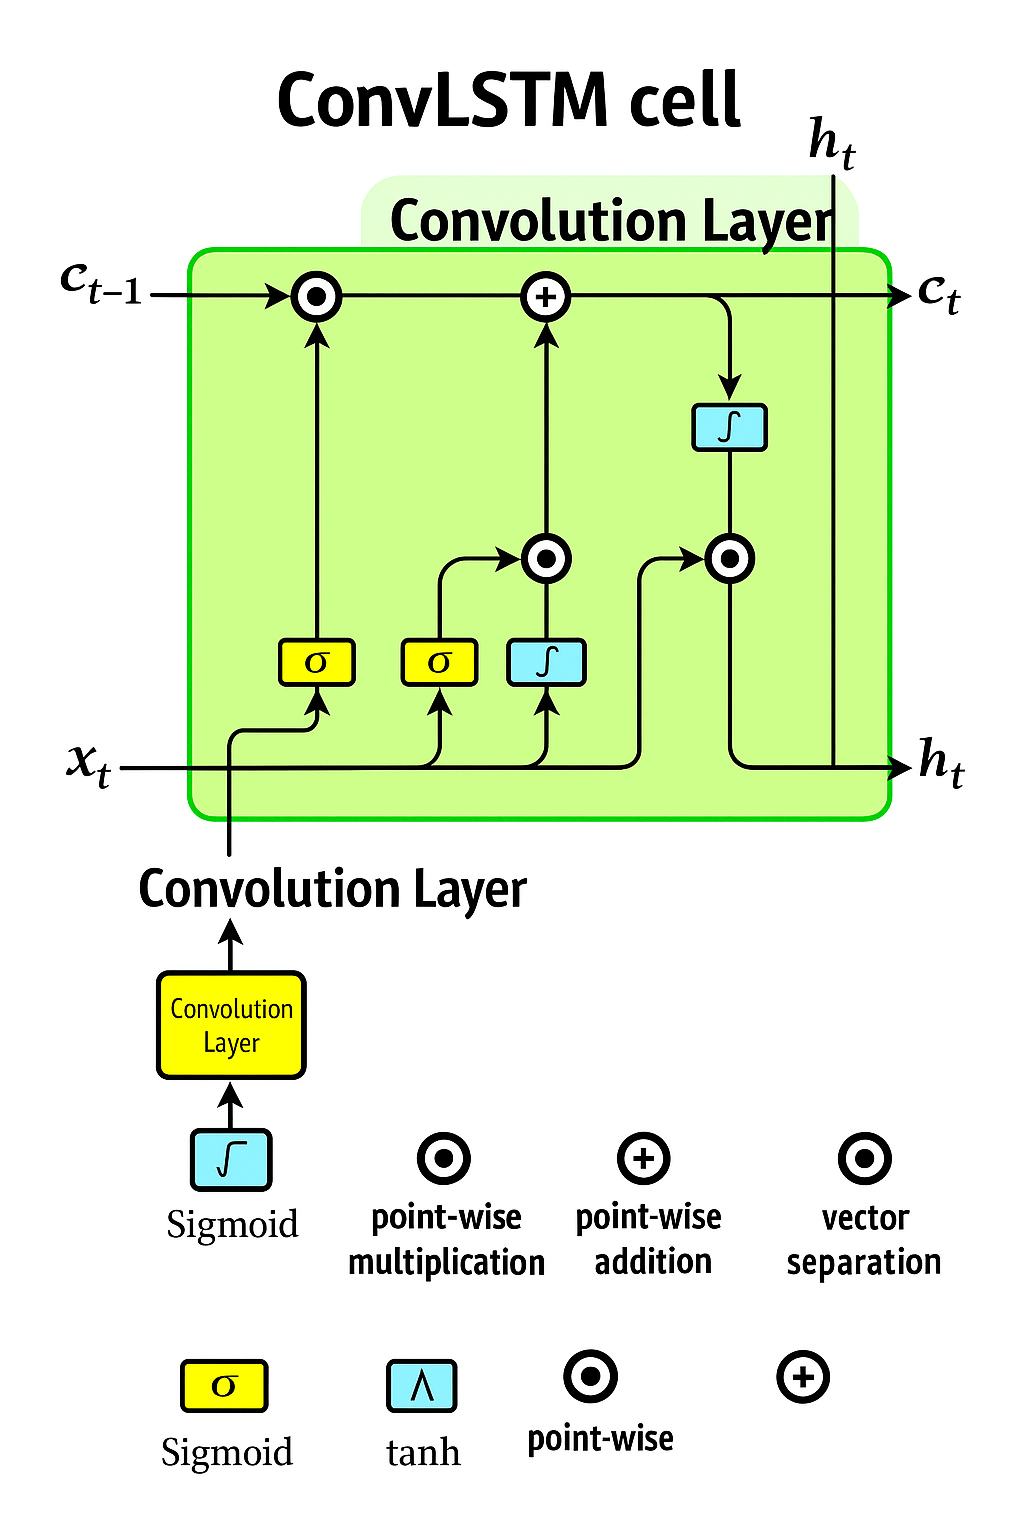 ConvLSTM cell
h_t
Convolution Layer
c_{t−1}
c_t
∫
σ
σ
∫
x_t
h_t
Convolution Layer
Convolution
Layer
∫
Sigmoid
point-wise
multiplication
point-wise
addition
vector
separation
σ
Sigmoid
Λ
tanh
point-wise